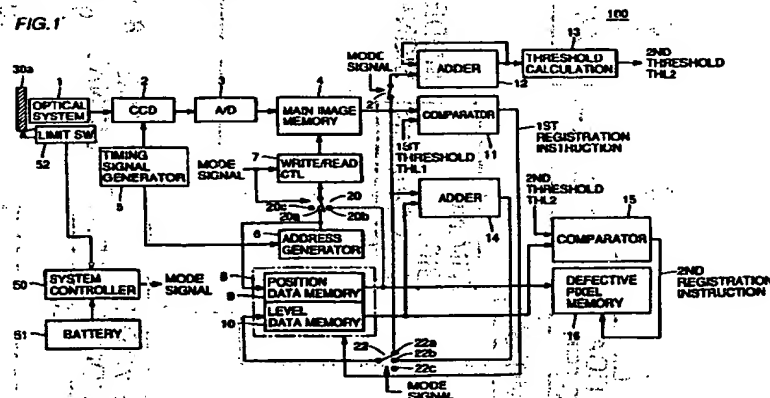 FIG.1
100
30a
1
OPTICAL
SYSTEM
2
CCD
3
A/D
4
MAIN IMAGE
MEMORY
MODE
SIGNAL
ADDER
12
13
THRESHOLD
CALCULATION
2ND
THRESHOLD
THL2
LIMIT SW
52
TIMING
SIGNAL
GENERATOR
5
MODE
SIGNAL
7
WRITE/READ
CTL
COMPARATOR
11
1ST
THRESHOLD
THL1
1ST
REGISTRATION
INSTRUCTION
20
20c
20a
20b
6
ADDRESS
GENERATOR
ADDER
14
2ND
THRESHOLD
THL2
15
COMPARATOR
50
SYSTEM
CONTROLLER
MODE
SIGNAL
8
9
POSITION
DATA MEMORY
10
LEVEL
DATA MEMORY
DEFECTIVE
PIXEL
MEMORY
16
2ND
REGISTRATION
INSTRUCTION
51
BATTERY
22
22a
22b
22c
MODE
SIGNAL